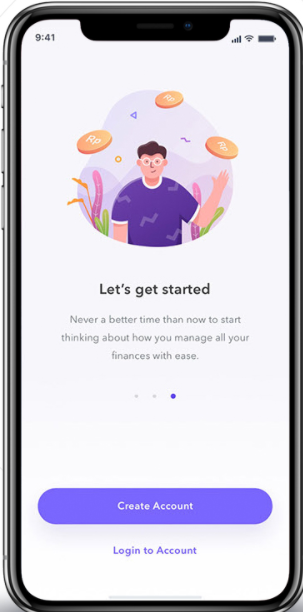 9:41
Rp
Rp
Rp
Let's get started
Never a better time than now to start
thinking about how you manage all your
finances with ease.
Create Account
Login to Account